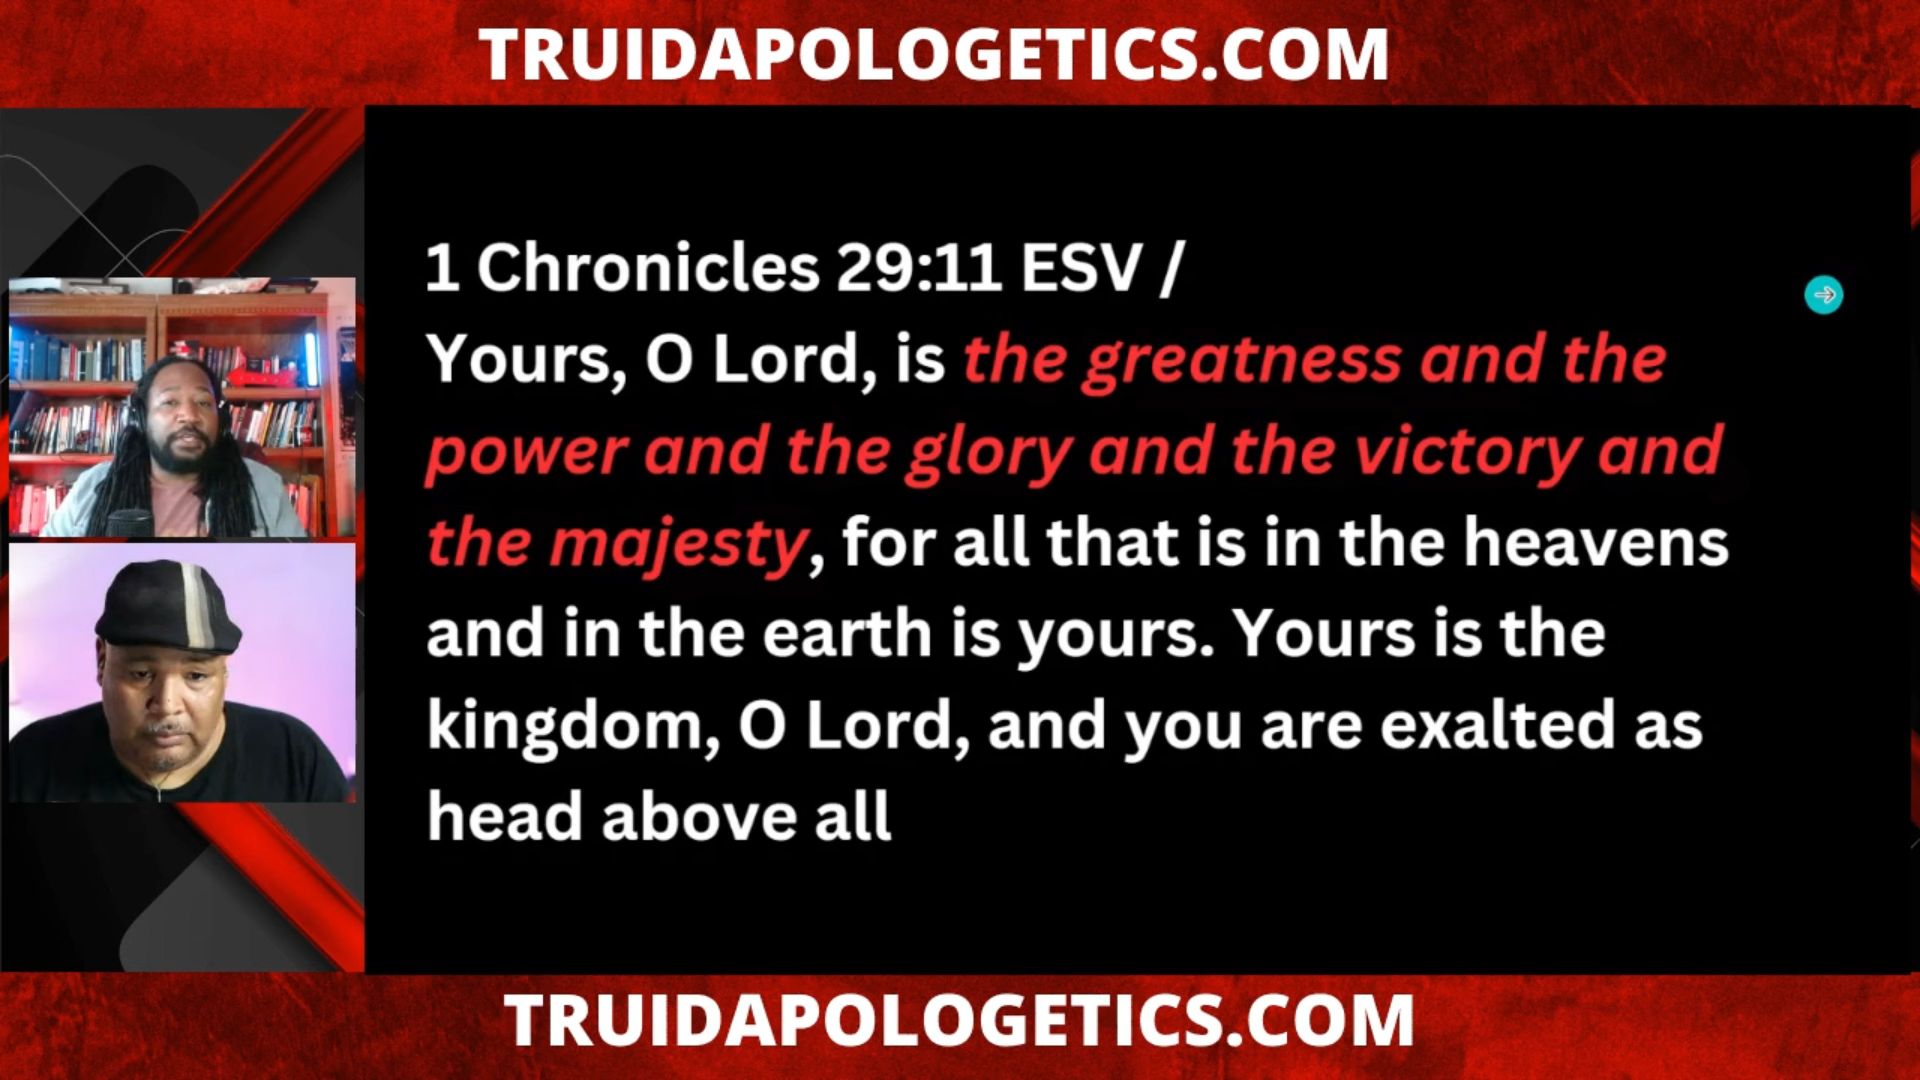 TRUIDAPOLOGETICS.COM
1 Chronicles 29:11 ESV /
Yours, O Lord, is the greatness and the
power and the glory and the victory and
the majesty, for all that is in the heavens
and in the earth is yours. Yours is the
kingdom, O Lord, and you are exalted as
head above all
TRUIDAPOLOGETICS.COM